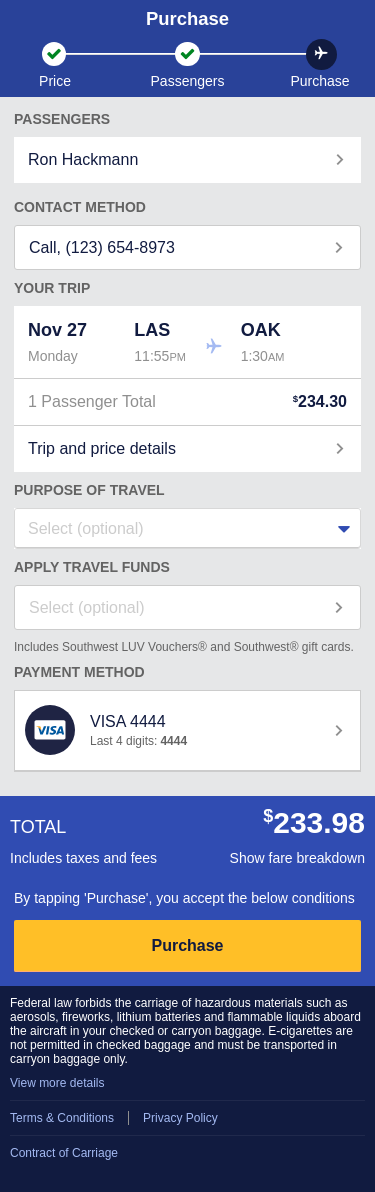 Purchase
Price
Passengers
Purchase
PASSENGERS
Ron Hackmann
CONTACT METHOD
Call, (123) 654-8973
YOUR TRIP
Nov 27 LAS OAK
Monday 11:55PM 1:30AM
1 Passenger Total $234.30
Trip and price details
PURPOSE OF TRAVEL
Select (optional)
APPLY TRAVEL FUNDS
Select (optional)
Includes Southwest LUV Vouchers® and Southwest® gift cards.
PAYMENT METHOD
VISA VISA 4444
Last 4 digits: 4444
TOTAL $233.98
Includes taxes and fees Show fare breakdown
By tapping 'Purchase', you accept the below conditions
Purchase
Federal law forbids the carriage of hazardous materials such as
aerosols, fireworks, lithium batteries and flammable liquids aboard
the aircraft in your checked or carryon baggage. E-cigarettes are
not permitted in checked baggage and must be transported in
carryon baggage only.
View more details
Terms & Conditions Privacy Policy
Contract of Carriage